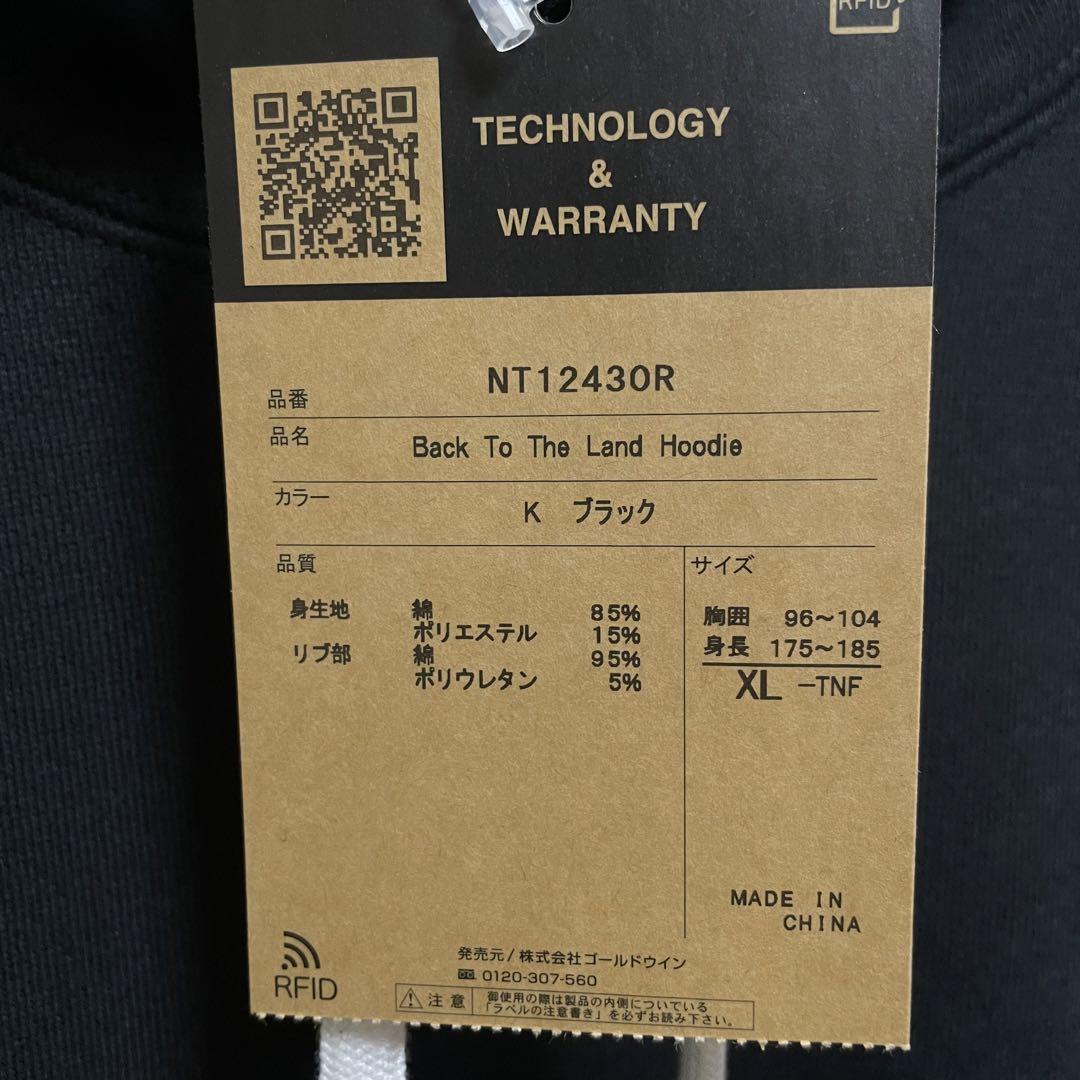 RFID
TECHNOLOGY
&
WARRANTY
品番 NT12430R
品名 Back To The Land Hoodie
カラー K ブラック
品質
身生地 綿 85%
ポリエステル 15%
リブ部 綿 95%
ポリウレタン 5%
サイズ
胸囲 96~104
身長 175~185
XL -TNF
MADE IN
CHINA
発売元/株式会社ゴールドウイン
0120-307-560
RFID
注意
御使用の際は製品の内側についている
「ラベルの注意書き」を必ずお読み下さい。